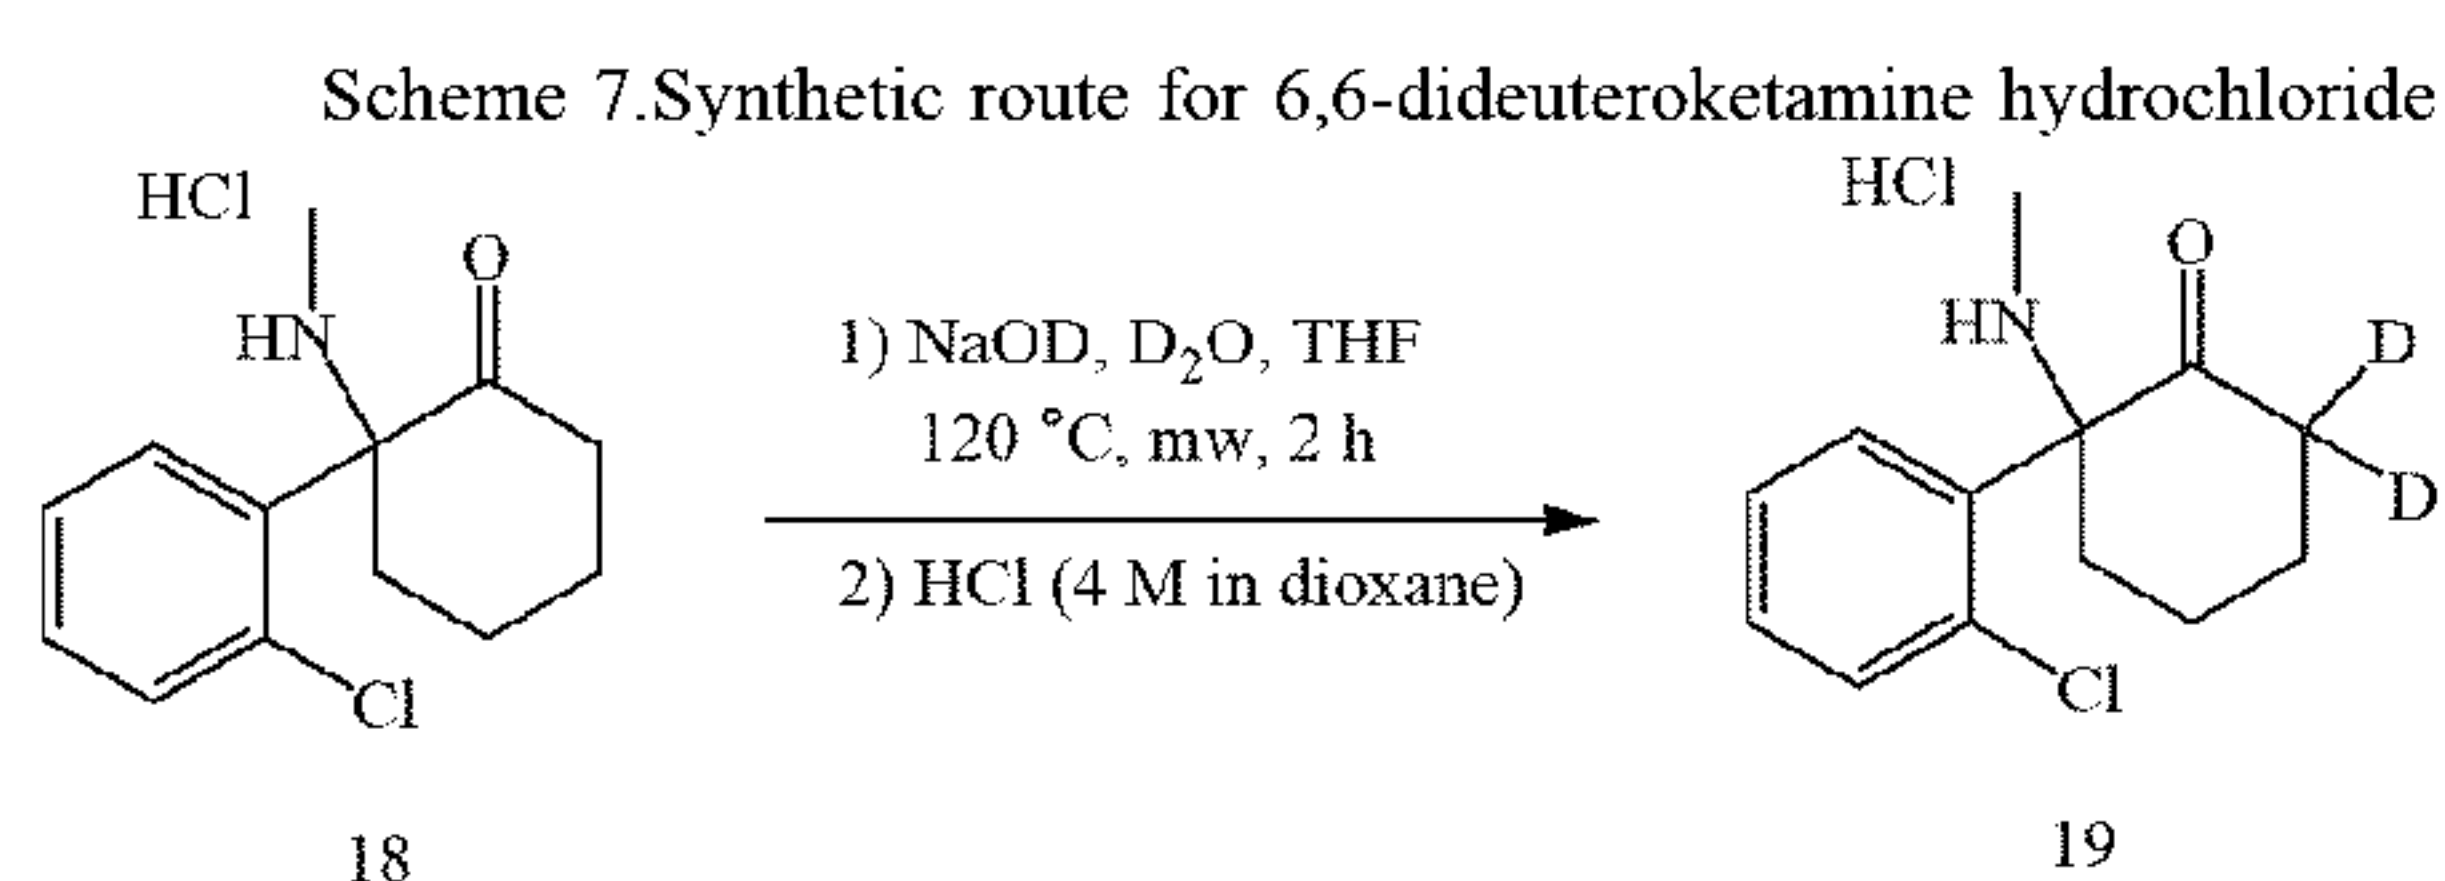 Scheme 7.Synthetic route for 6,6-dideuteroketamine hydrochloride
HCl
HN
O
Cl
18
1) NaOD, D₂O, THF
120 °C, mw, 2 h
2) HCl (4 M in dioxane)
HCl
HN
O
D
D
Cl
19